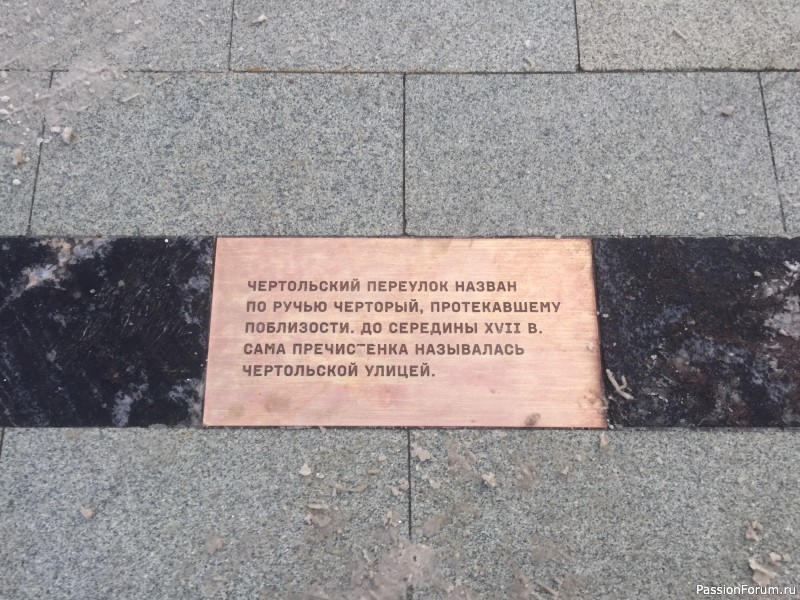 ЧЕРТОЛЬСКИЙ ПЕРЕУЛОК НАЗВАН
ПО РУЧЬЮ ЧЕРТОРЫЙ, ПРОТЕКАВШЕМУ
ПОБЛИЗОСТИ. ДО СЕРЕДИНЫ XVII В.
САМА ПРЕЧИСТЕНКА НАЗЫВАЛАСЬ
ЧЕРТОЛЬСКОЙ УЛИЦЕЙ.
PassionForum.ru